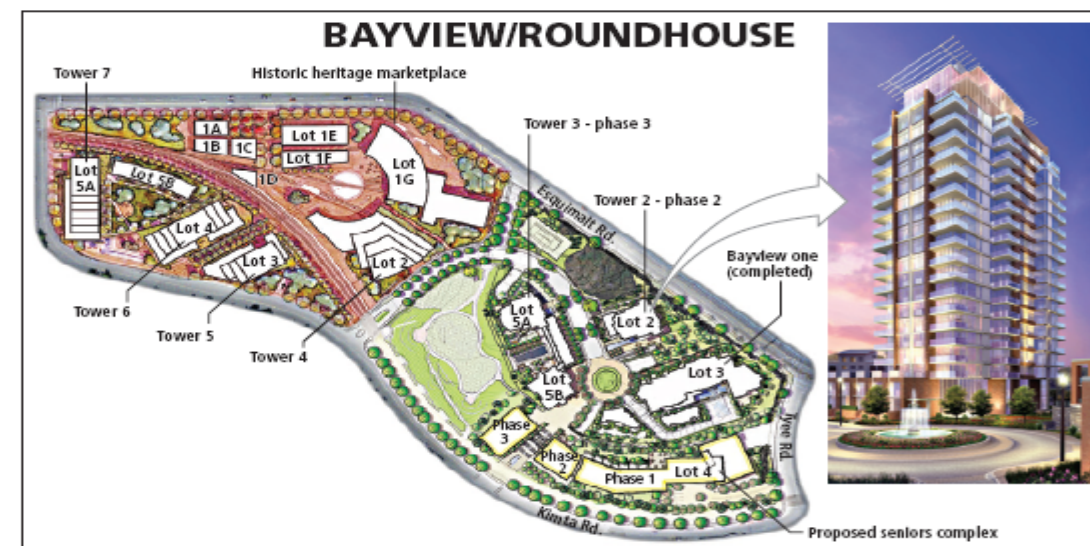 BAYVIEW/ROUNDHOUSE
Tower 7
Historic heritage marketplace
1A
1B
1C
Lot 1E
Lot 1F
Tower 3 - phase 3
Lot
5A
Lot 5B
1D
Lot
1G
Esquimalt Rd.
Tower 2 - phase 2
Lot 4
Lot 3
Lot 2
Bayview one
(completed)
Tower 6
Tower 5
Tower 4
Lot
5A
Lot 2
Lot
5B
Lot 3
Phase
3
Phase
2
Phase 1
Lot 4
Tyee Rd.
Kimta Rd.
Proposed seniors complex